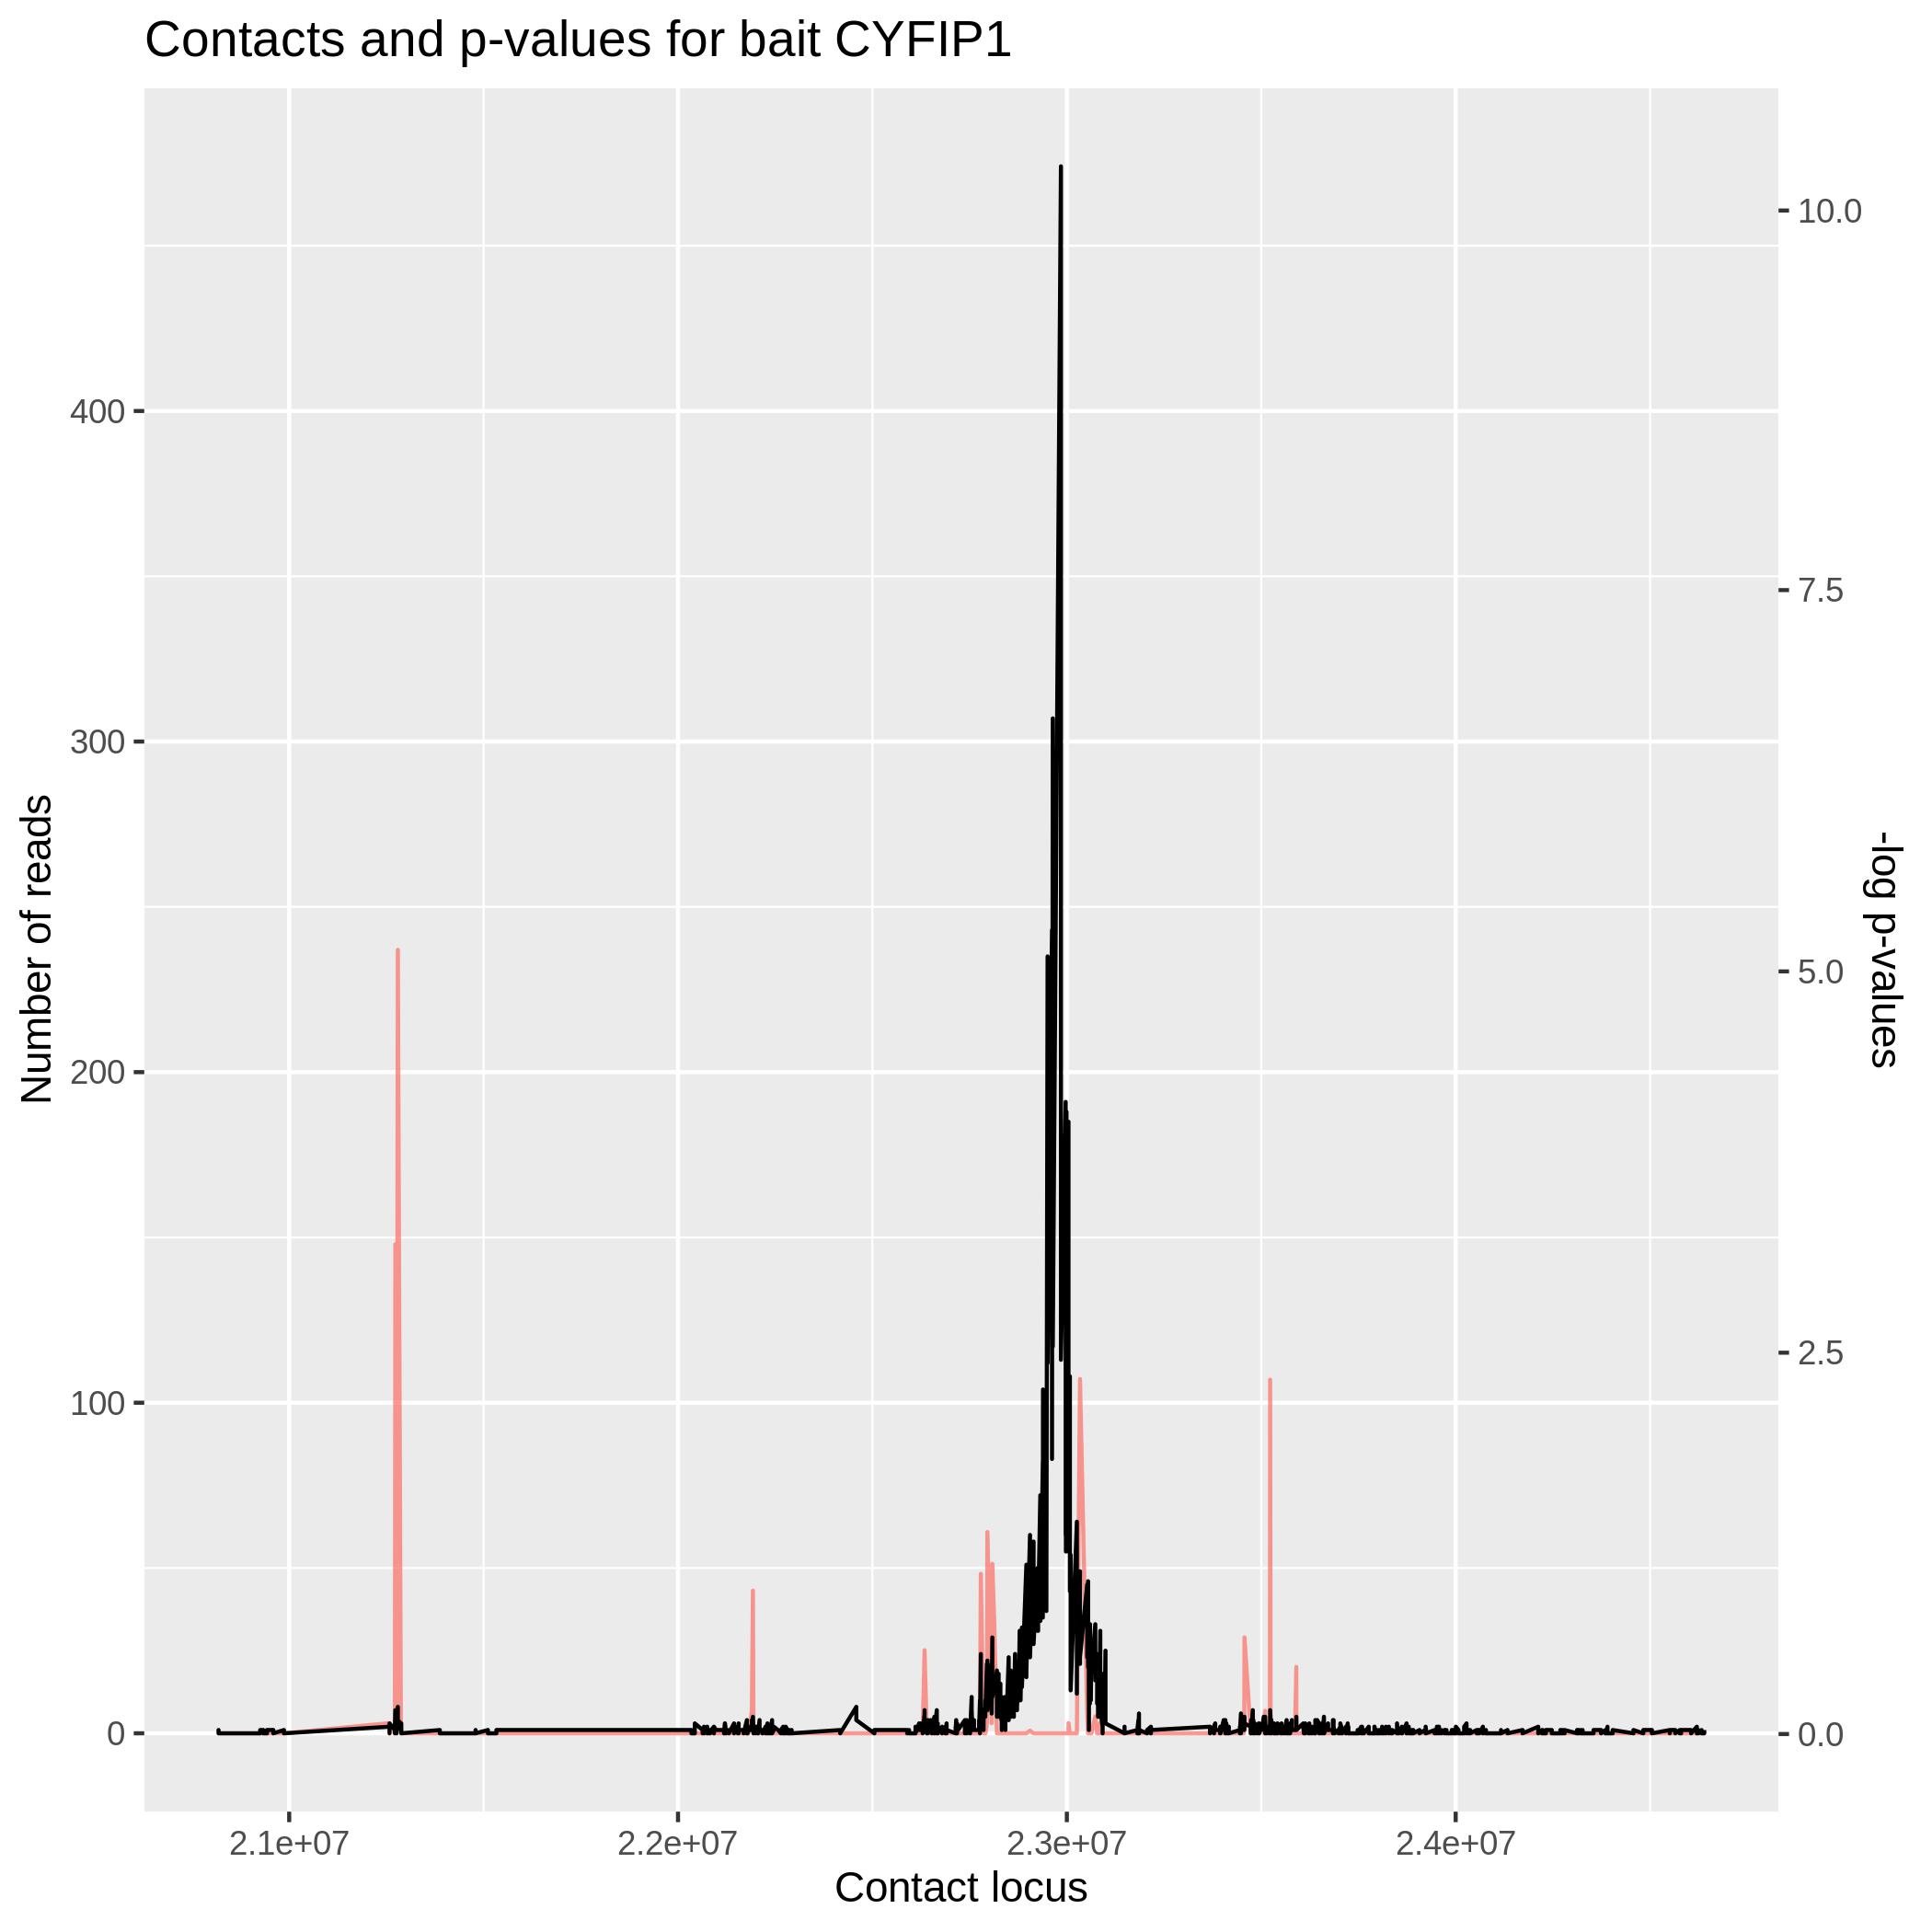 Contacts and p-values for bait CYFIP1
Number of reads
400
300
200
100
0
10.0
7.5
5.0
2.5
0.0
-log p-values
2.1e+07
2.2e+07
2.3e+07
2.4e+07
Contact locus